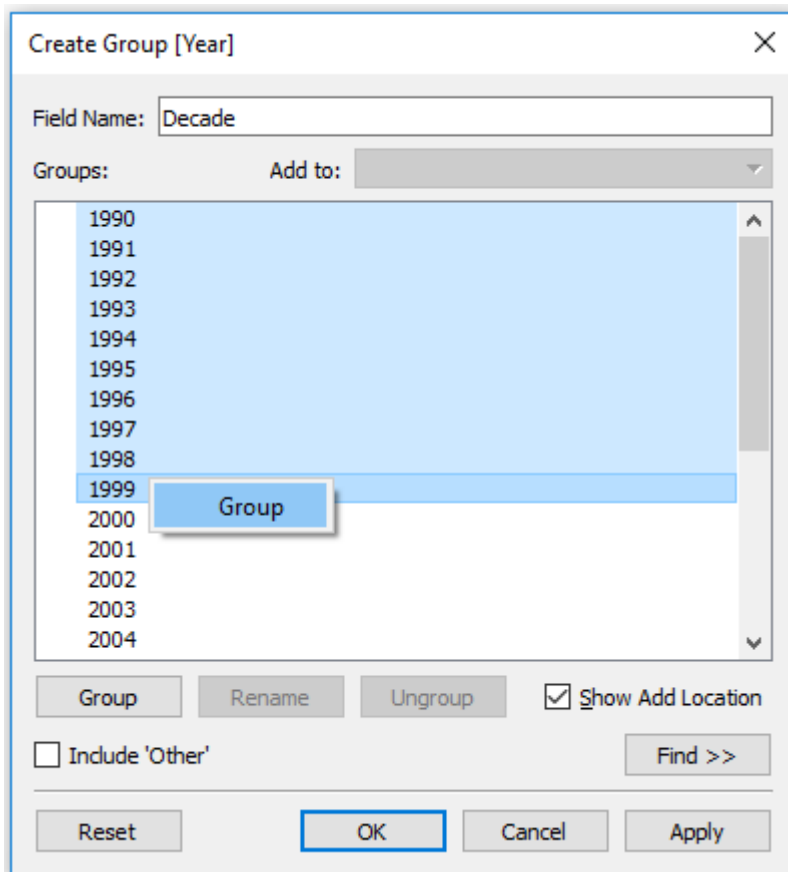 Create Group [Year]
Field Name: Decade
Groups: Add to:
1990
1991
1992
1993
1994
1995
1996
1997
1998
1999
Group
2000
2001
2002
2003
2004
Group Rename Ungroup Show Add Location
Include 'Other' Find >>
Reset OK Cancel Apply